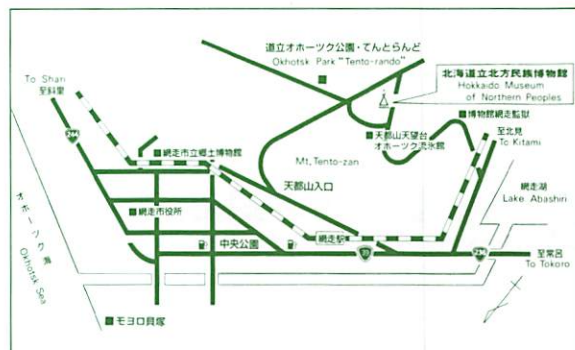 道立オホーツク公園・てんとらんど
Okhotsk Park "Tento-rando"
北海道立北方民族博物館
Hokkaido Museum
of Northern Peoples
To Shari
至斜里
244
博物館網走監獄
至北見
To Kitami
天都山展望台
オホーツク流氷館
網走市立郷土博物館
Mt, Tento-zan
天都山入口
網走湖
Lake Abashiri
網走市役所
中央公園
網走駅
39
238
至常呂
To Tokoro
オホーツク海
Okhotsk Sea
モヨロ貝塚